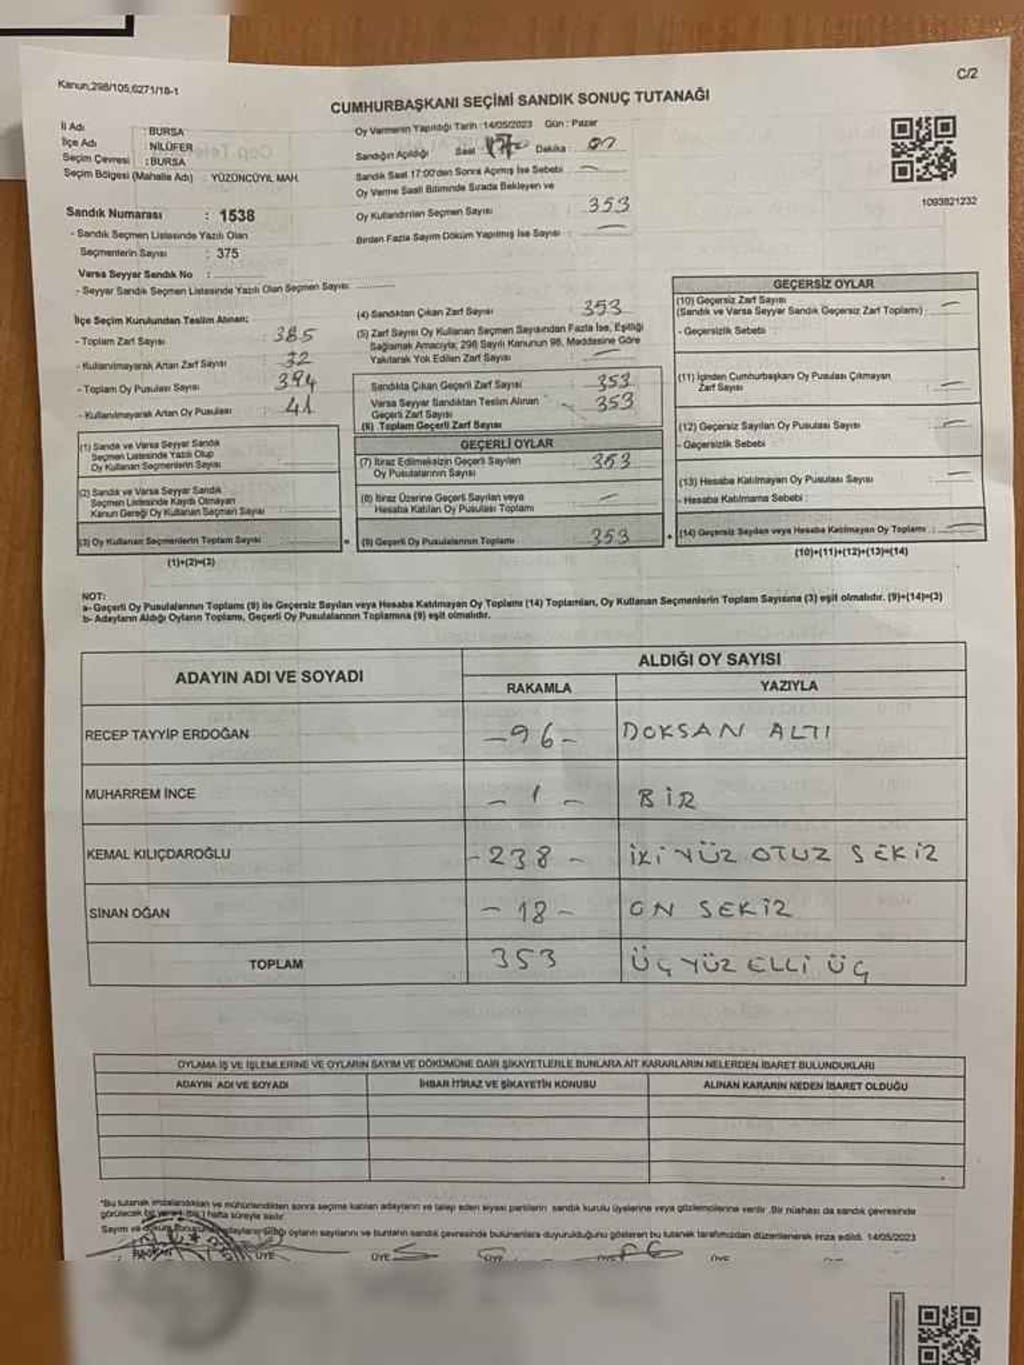 Kanun;298/105,6271/18-1
C/2
CUMHURBAŞKANI SEÇİMİ SANDIK SONUÇ TUTANAĞI
İl Adı : BURSA
İlçe Adı : NİLÜFER
Seçim Çevresi : BURSA
Seçim Bölgesi (Mahalle Adı) : YÜZÜNCÜYIL MAH.
Sandık Numarası : 1538
- Sandık Seçmen Listesinde Yazılı Olan
Seçmenlerin Sayısı : 375
Varsa Seyyar Sandık No :
- Seyyar Sandık Seçmen Listesinde Yazılı Olan Seçmen Sayısı:
Oy Vermenin Yapıldığı Tarih :14/05/2023 Gün : Pazar
Sandığın Açıldığı Saat : 17 Dakika :
Sandık Saat 17:00'den Sonra Açımış İse Sebebi : —
Oy Verme Saati Bitiminde Sırada Bekleyen ve
Oy Kullandırılan Seçmen Sayısı : 353
Birden Fazla Sayım Döküm Yapılmış İse Sayısı : —
1093821232
İlçe Seçim Kurulundan Teslim Alınan;
- Toplam Zarf Sayısı : 385
- Kullanılmayarak Artan Zarf Sayısı : 32
- Toplam Oy Pusulası Sayısı : 394
- Kullanılmayarak Artan Oy Pusulası : 41
(1) Sandık ve Varsa Seyyar Sandık
Seçmen Listesinde Yazılı Olup
Oy Kullanan Seçmenlerin Sayısı :
(2) Sandık ve Varsa Seyyar Sandık
Seçmen Listesinde Kaydı Olmayan
Kanun Gereği Oy Kullanan Seçmen Sayısı :
(3) Oy Kullanan Seçmenlerin Toplam Sayısı :
(1)+(2)=(3)
(4) Sandıktan Çıkan Zarf Sayısı : 353
(5) Zarf Sayısı Oy Kullanan Seçmen Sayısından Fazla İse, Eşitliği
Sağlamak Amacıyla; 298 Sayılı Kanunun 98. Maddesine Göre
Yakılarak Yok Edilen Zarf Sayısı : —
Sandıkta Çıkan Geçerli Zarf Sayısı : 353
Varsa Seyyar Sandıktan Teslim Alınan
Geçerli Zarf Sayısı
(6) Toplam Geçerli Zarf Sayısı : 353
GEÇERLİ OYLAR
(7) İtiraz Edilmeksizin Geçerli Sayılan
Oy Pusulalarının Sayısı : 353
(8) İtiraz Üzerine Geçerli Sayılan veya
Hesaba Katılan Oy Pusulası Toplamı : —
(9) Geçerli Oy Pusulalarının Toplamı : 353
GEÇERSİZ OYLAR
(10) Geçersiz Zarf Sayısı
(Sandık ve Varsa Seyyar Sandık Geçersiz Zarf Toplamı) : —
- Geçersizlik Sebebi :
(11) İçinden Cumhurbaşkanı Oy Pusulası Çıkmayan
Zarf Sayısı : —
(12) Geçersiz Sayılan Oy Pusulası Sayısı : —
- Geçersizlik Sebebi :
(13) Hesaba Katılmayan Oy Pusulası Sayısı : —
- Hesaba Katılmama Sebebi :
(14) Geçersiz Sayılan veya Hesaba Katılmayan Oy Toplamı : —
(10)+(11)+(12)+(13)=(14)
NOT:
a- Geçerli Oy Pusulalarının Toplamı (9) ile Geçersiz Sayılan veya Hesaba Katılmayan Oy Toplamı (14) Toplamları, Oy Kullanan Seçmenlerin Toplam Sayısına (3) eşit olmalıdır. (9)+(14)=(3)
b- Adayların Aldığı Oyların Toplamı, Geçerli Oy Pusulalarının Toplamına (9) eşit olmalıdır.
ADAYIN ADI VE SOYADI ALDIĞI OY SAYISI
RAKAMLA YAZIYLA
RECEP TAYYİP ERDOĞAN -96- DOKSAN ALTI
MUHARREM İNCE - 1 - BİR
KEMAL KILIÇDAROĞLU -238- İKİ YÜZ OTUZ SEKİZ
SİNAN OĞAN -18- ON SEKİZ
TOPLAM 353 ÜÇ YÜZ ELLİ ÜÇ
OYLAMA İŞ VE İŞLEMLERİNE VE OYLARIN SAYIM VE DÖKÜMÜNE DAİR ŞİKAYETLERLE BUNLARA AİT KARARLARIN NELERDEN İBARET BULUNDUKLARI
ADAYIN ADI VE SOYADI İHBAR İTİRAZ VE ŞİKAYETİN KONUSU ALINAN KARARIN NEDEN İBARET OLDUĞU
*Bu tutanak imzalandıktan ve mühürlendikten sonra seçime katılan adayların ve talep eden siyasi partilerin sandık kurulu üyelerine veya gözlemcilerine verilir. Bir nüshası da sandık çevresinde
görülecek bir yere 1 (bir) hafta süreyle asılır.
Sayım ve döküm sonucunda adayların aldığı oyların sayılarını ve bunların sandık çevresinde bulunanlara duyurulduğunu gösteren bu tutanak tarafımızdan düzenlenerek imza edildi. 14/05/2023
BAŞKAN ÜYE ÜYE ÜYE ÜYE ÜYE